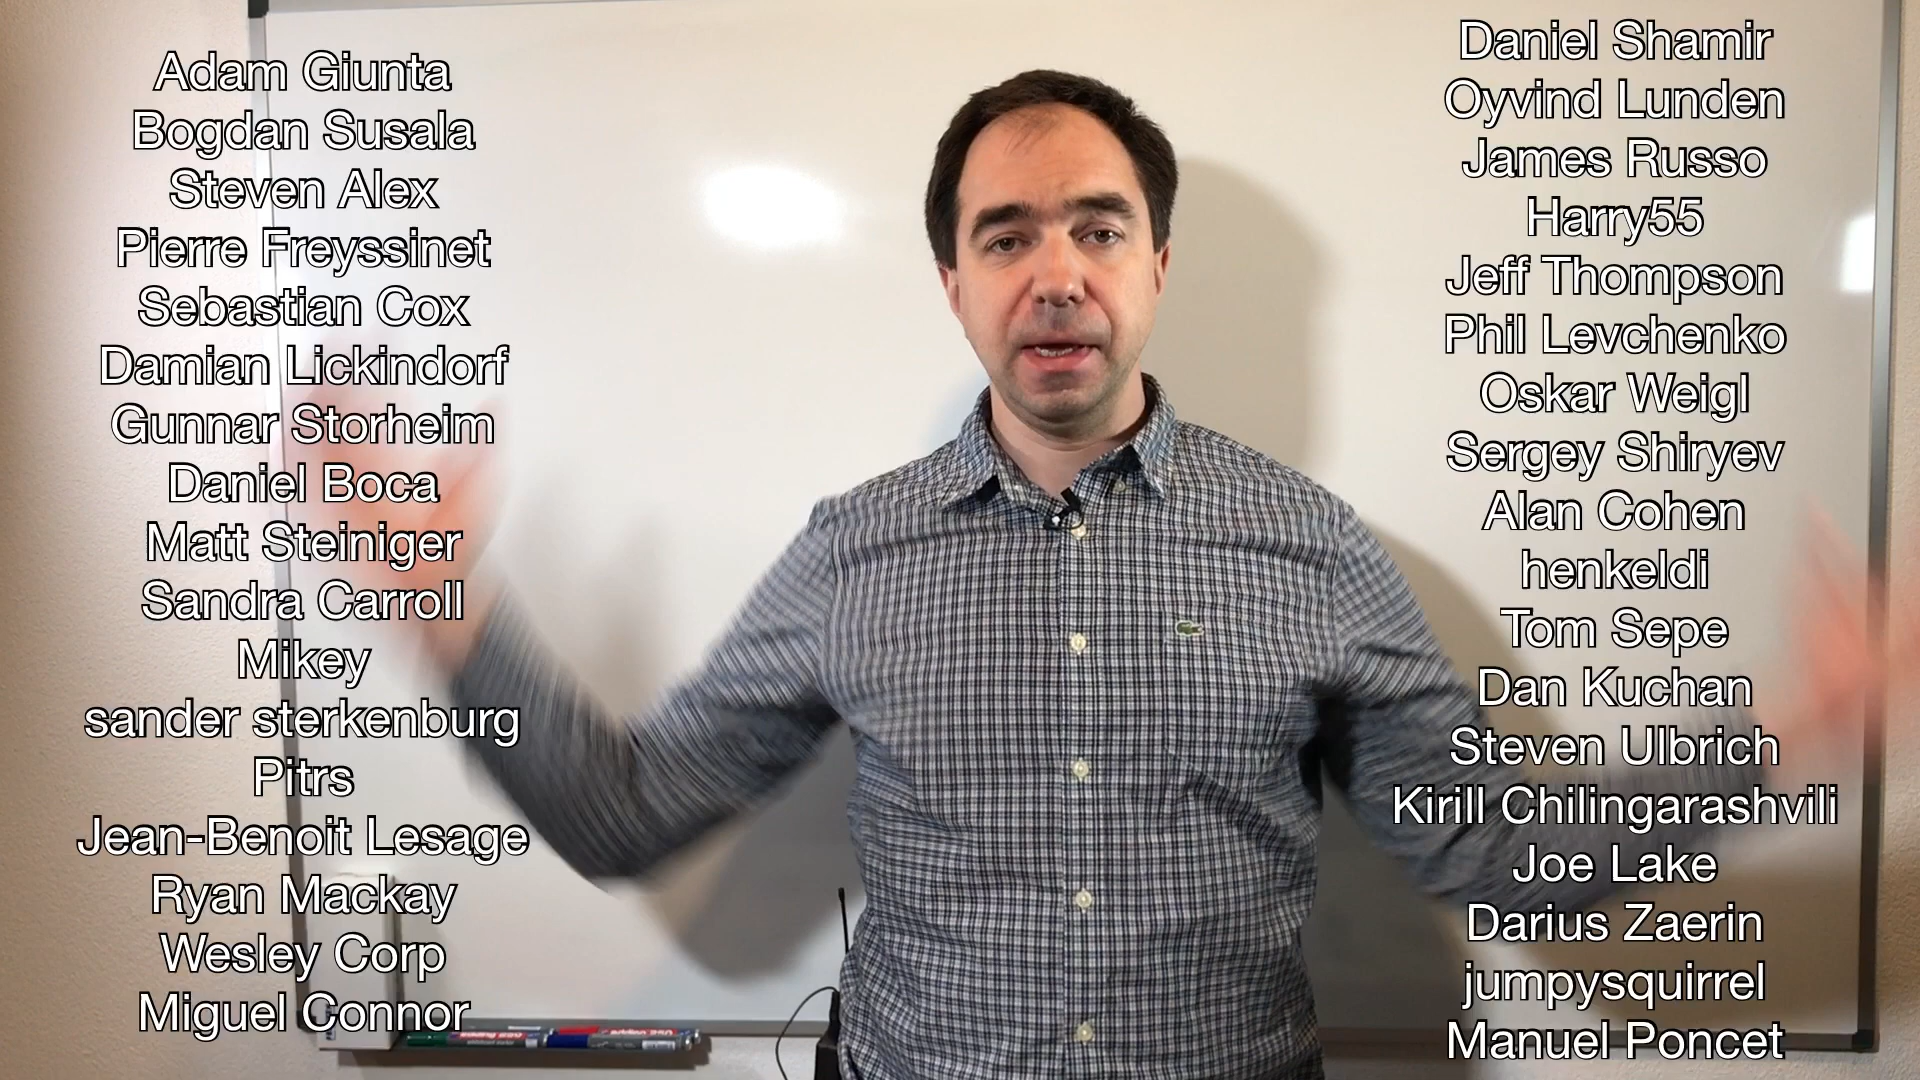 Adam Giunta
Bogdan Susala
Steven Alex
Pierre Freyssinet
Sebastian Cox
Damian Lickindorf
Gunnar Storheim
Daniel Boca
Matt Steiniger
Sandra Carroll
Mikey
sander sterkenburg
Pitrs
Jean-Benoit Lesage
Ryan Mackay
Wesley Corp
Miguel Connor
Daniel Shamir
Oyvind Lunden
James Russo
Harry55
Jeff Thompson
Phil Levchenko
Oskar Weigl
Sergey Shiryev
Alan Cohen
henkeldi
Tom Sepe
Dan Kuchan
Steven Ulbrich
Kirill Chilingarashvili
Joe Lake
Darius Zaerin
jumpysquirrel
Manuel Poncet